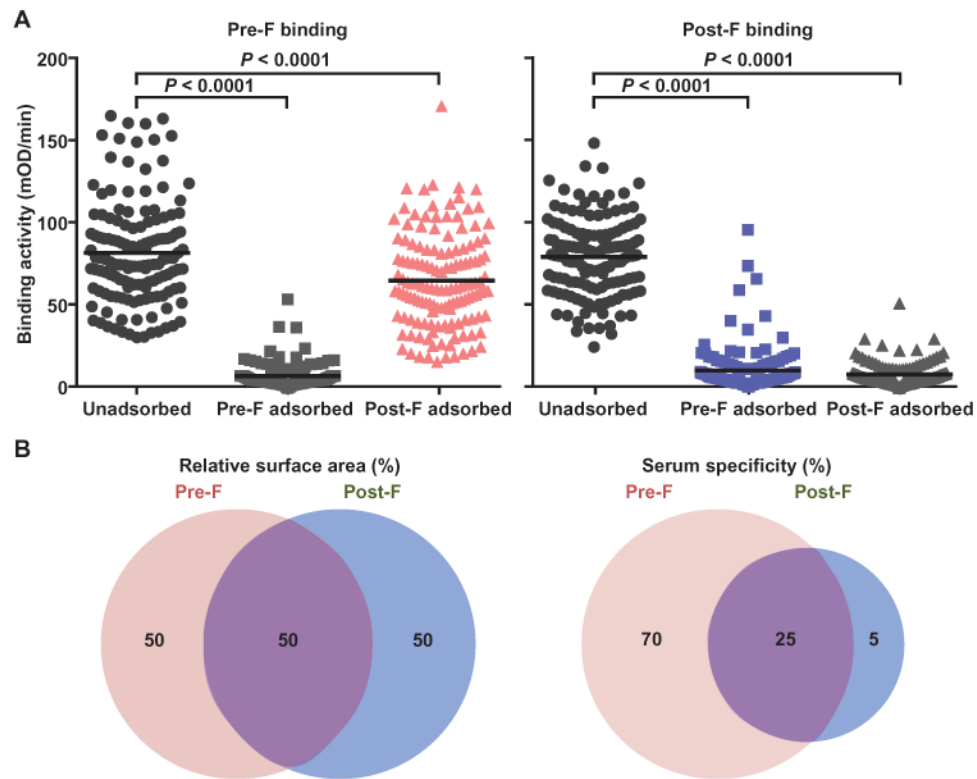 A
Pre-F binding
Post-F binding
Binding activity (mOD/min)
200
150
100
50
0
P < 0.0001
P < 0.0001
P < 0.0001
P < 0.0001
Unadsorbed Pre-F adsorbed Post-F adsorbed
Unadsorbed Pre-F adsorbed Post-F adsorbed
B
Relative surface area (%)
Pre-F Post-F
50 50 50
Serum specificity (%)
Pre-F Post-F
70 25 5